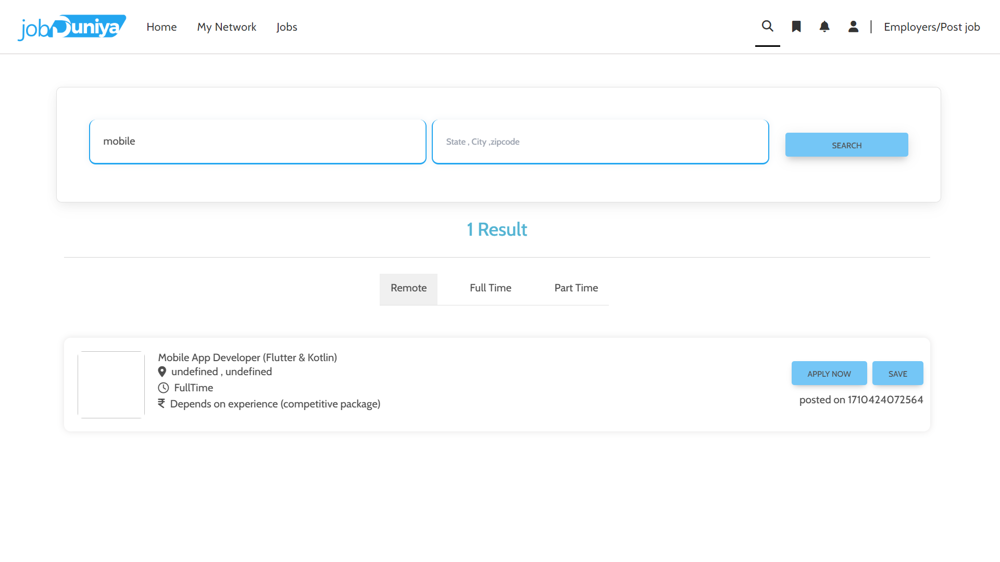 jobDuniya Home My Network Jobs Employers/Post job
mobile State , City ,zipcode SEARCH
1 Result
Remote Full Time Part Time
Mobile App Developer (Flutter & Kotlin)
undefined , undefined
FullTime
₹ Depends on experience (competitive package)
APPLY NOW SAVE
posted on 1710424072564